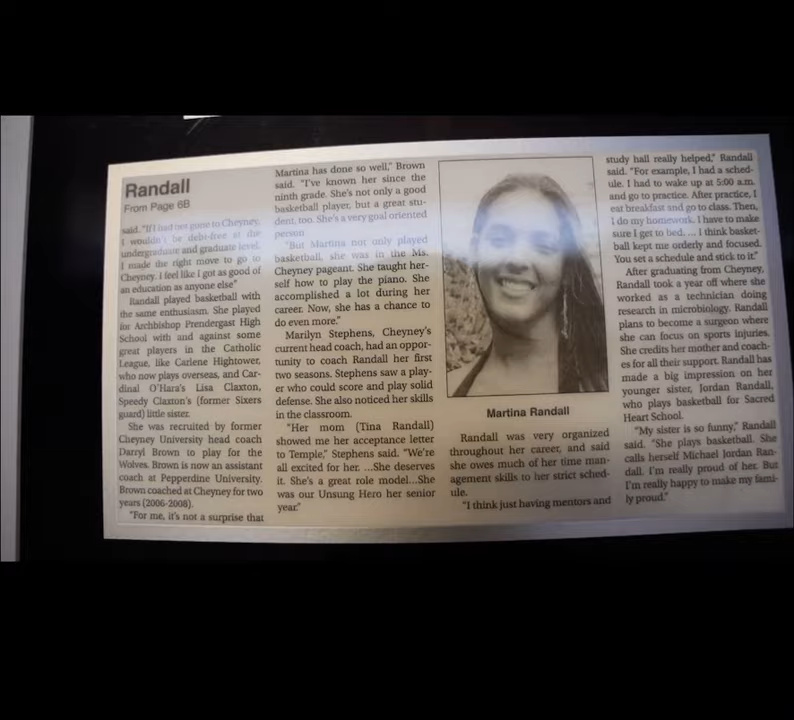 Randall
From Page 6B
said. "If I had not gone to Cheyney,
I wouldn't be debt-free at the
undergraduate and graduate level.
I made the right move to go to
Cheyney. I feel like I got as good of
an education as anyone else"
Randall played basketball with
the same enthusiasm. She played
for Archbishop Prendergast High
School with and against some
great players in the Catholic
League, like Carlene Hightower,
who now plays overseas, and Car-
dinal O'Hara's Lisa Claxton,
Speedy Claxton's (former Sixers
guard) little sister.
She was recruited by former
Cheyney University head coach
Darryl Brown to play for the
Wolves. Brown is now an assistant
coach at Pepperdine University.
Brown coached at Cheyney for two
years (2006-2008).
"For me, it's not a surprise that
Martina has done so well," Brown
said. "I've known her since the
ninth grade. She's not only a good
basketball player, but a great stu-
dent, too. She's a very goal oriented
person
"But Martina not only played
basketball, she was in the Ms.
Cheyney pageant. She taught her-
self how to play the piano. She
accomplished a lot during her
career. Now, she has a chance to
do even more."
Marilyn Stephens, Cheyney's
current head coach, had an oppor-
tunity to coach Randall her first
two seasons. Stephens saw a play-
er who could score and play solid
defense. She also noticed her skills
in the classroom.
"Her mom (Tina Randall)
showed me her acceptance letter
to Temple," Stephens said. "We're
all excited for her. ...She deserves
it. She's a great role model...She
was our Unsung Hero her senior
year."
Martina Randall
Randall was very organized
throughout her career, and said
she owes much of her time man-
agement skills to her strict sched-
ule.
"I think just having mentors and
study hall really helped," Randall
said. "For example, I had a sched-
ule. I had to wake up at 5:00 a.m.
and go to practice. After practice, I
eat breakfast and go to class. Then,
I do my homework. I have to make
sure I get to bed. ... I think basket-
ball kept me orderly and focused.
You set a schedule and stick to it."
After graduating from Cheyney,
Randall took a year off where she
worked as a technician doing
research in microbiology. Randall
plans to become a surgeon where
she can focus on sports injuries.
She credits her mother and coach-
es for all their support. Randall has
made a big impression on her
younger sister, Jordan Randall,
who plays basketball for Sacred
Heart School.
"My sister is so funny," Randall
said. "She plays basketball. She
calls herself Michael Jordan Ran-
dall. I'm really proud of her. But
I'm really happy to make my fami-
ly proud."